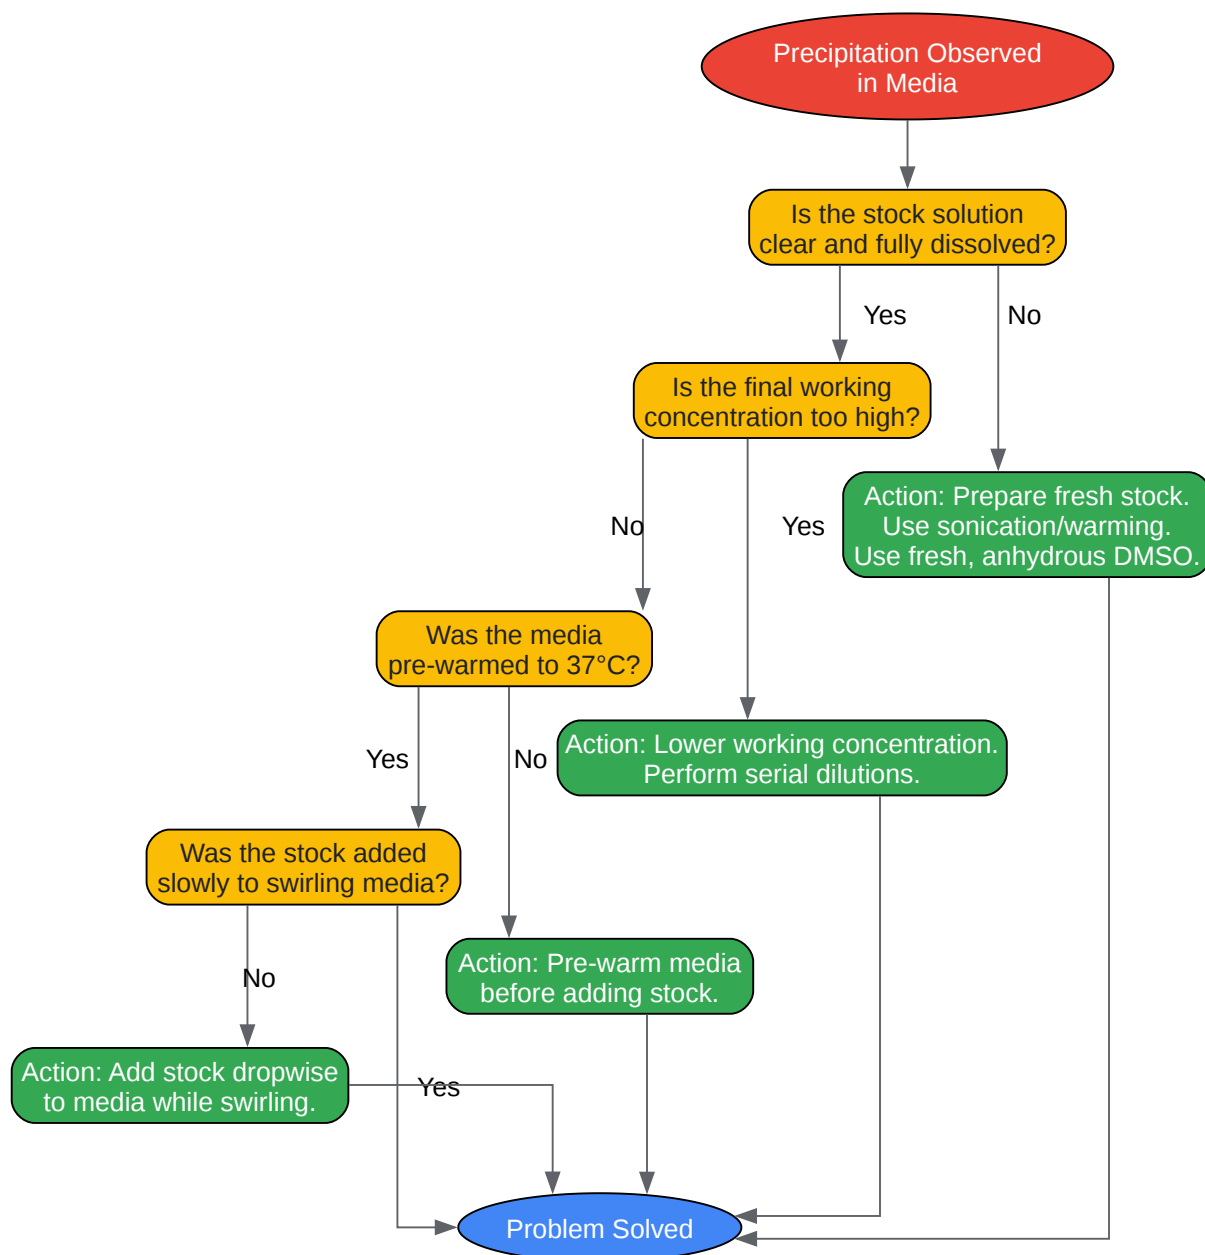 Precipitation Observed
in Media
Is the stock solution
clear and fully dissolved?
Yes
No
Is the final working
concentration too high?
Action: Prepare fresh stock.
Use sonication/warming.
Use fresh, anhydrous DMSO.
No
Yes
Was the media
pre-warmed to 37°C?
Action: Lower working concentration.
Perform serial dilutions.
Yes
No
Was the stock added
slowly to swirling media?
Action: Pre-warm media
before adding stock.
No
Action: Add stock dropwise
to media while swirling.
Yes
Problem Solved